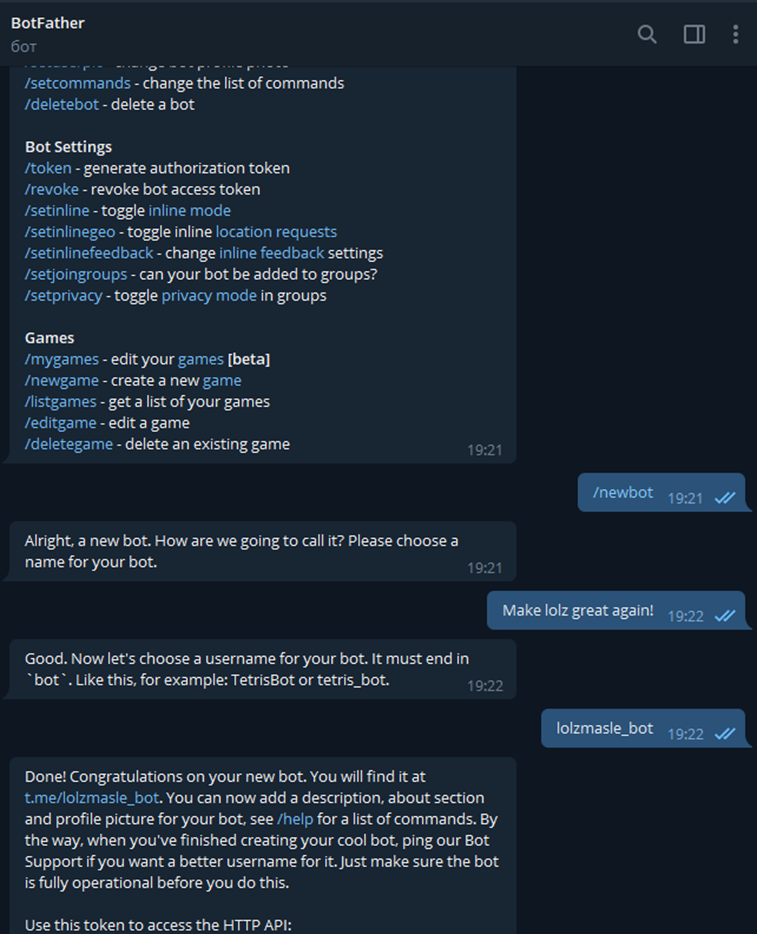 BotFather
бот
- change bot profile photo
/setcommands - change the list of commands
/deletebot - delete a bot
Bot Settings
/token - generate authorization token
/revoke - revoke bot access token
/setinline - toggle inline mode
/setinlinegeo - toggle inline location requests
/setinlinefeedback - change inline feedback settings
/setjoingroups - can your bot be added to groups?
/setprivacy - toggle privacy mode in groups
Games
/mygames - edit your games [beta]
/newgame - create a new game
/listgames - get a list of your games
/editgame - edit a game
/deletegame - delete an existing game
19:21
/newbot 19:21
Alright, a new bot. How are we going to call it? Please choose a
name for your bot.
19:21
Make lolz great again! 19:22
Good. Now let's choose a username for your bot. It must end in
`bot`. Like this, for example: TetrisBot or tetris_bot.
19:22
lolzmasle_bot 19:22
Done! Congratulations on your new bot. You will find it at
t.me/lolzmasle_bot. You can now add a description, about section
and profile picture for your bot, see /help for a list of commands. By
the way, when you've finished creating your cool bot, ping our Bot
Support if you want a better username for it. Just make sure the bot
is fully operational before you do this.
Use this token to access the HTTP API: